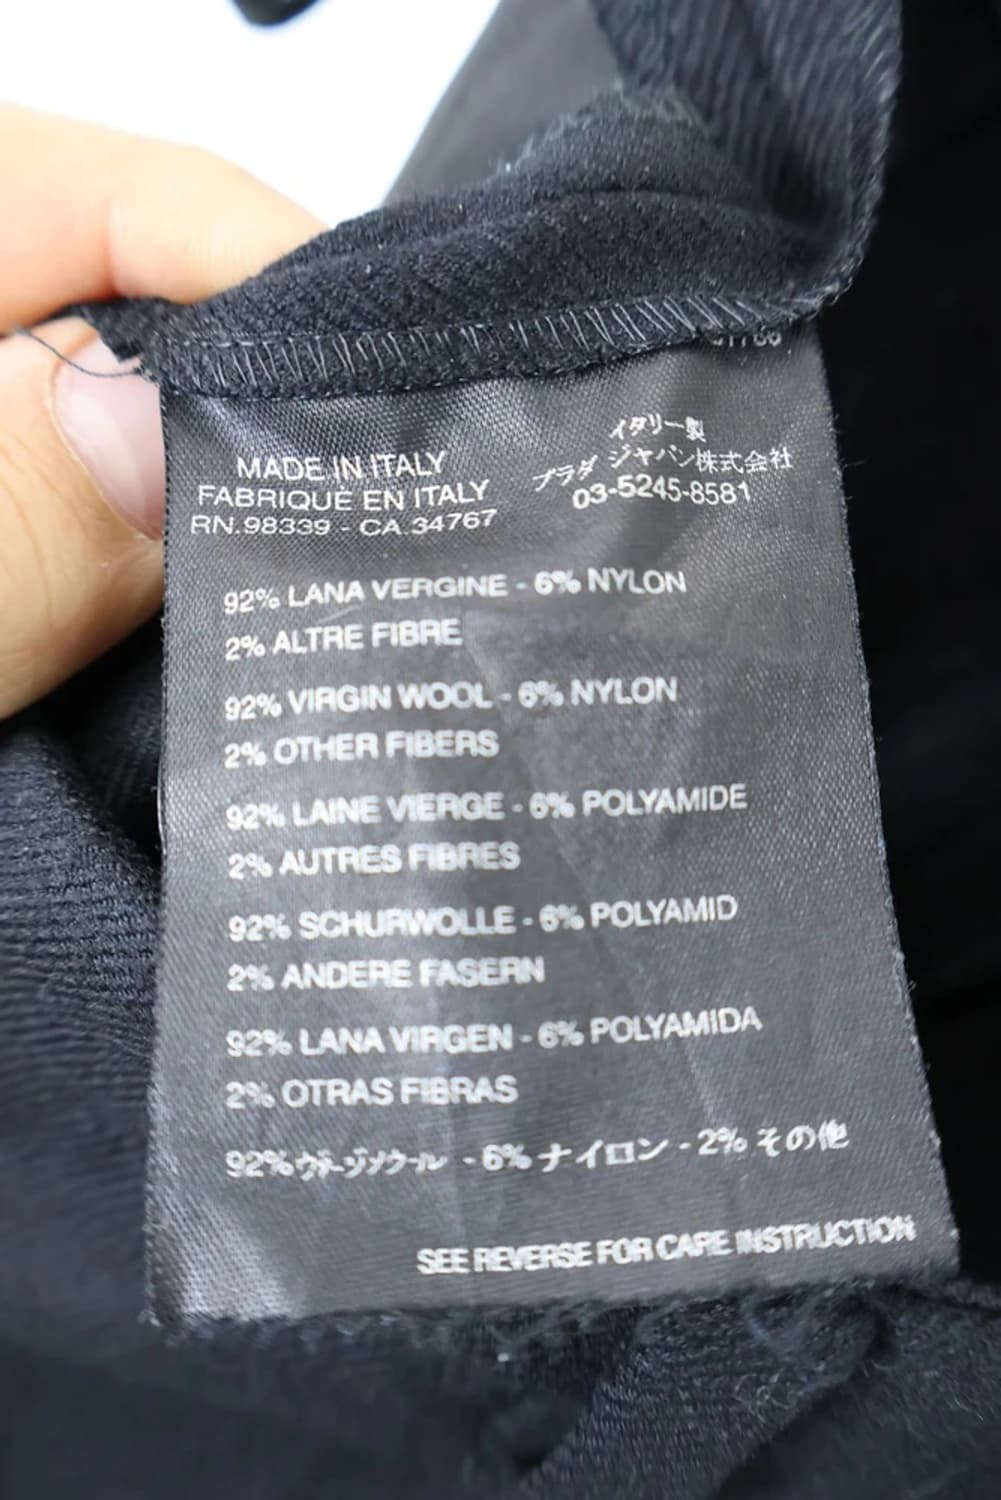 MADE IN ITALY
FABRIQUE EN ITALY
RN.98339 - CA.34767
イタリー製
プラダ ジャパン株式会社
03-5245-8581
92% LANA VERGINE - 6% NYLON
2% ALTRE FIBRE
92% VIRGIN WOOL - 6% NYLON
2% OTHER FIBERS
92% LAINE VIERGE - 6% POLYAMIDE
2% AUTRES FIBRES
92% SCHURWOLLE - 6% POLYAMID
2% ANDERE FASERN
92% LANA VIRGEN - 6% POLYAMIDA
2% OTRAS FIBRAS
92% ヴァージンウール - 6% ナイロン - 2% その他
SEE REVERSE FOR CARE INSTRUCTION